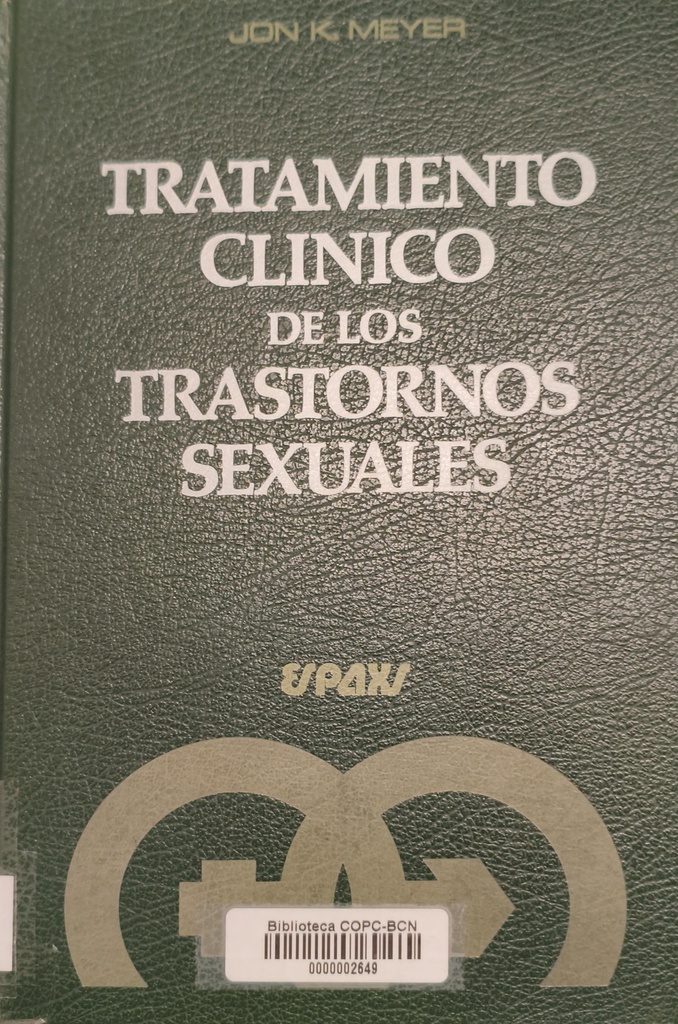 JON K. MEYER
TRATAMIENTO
CLINICO
DE LOS
TRASTORNOS
SEXUALES
ESPAXS
Biblioteca COPC-BCN
0000002649